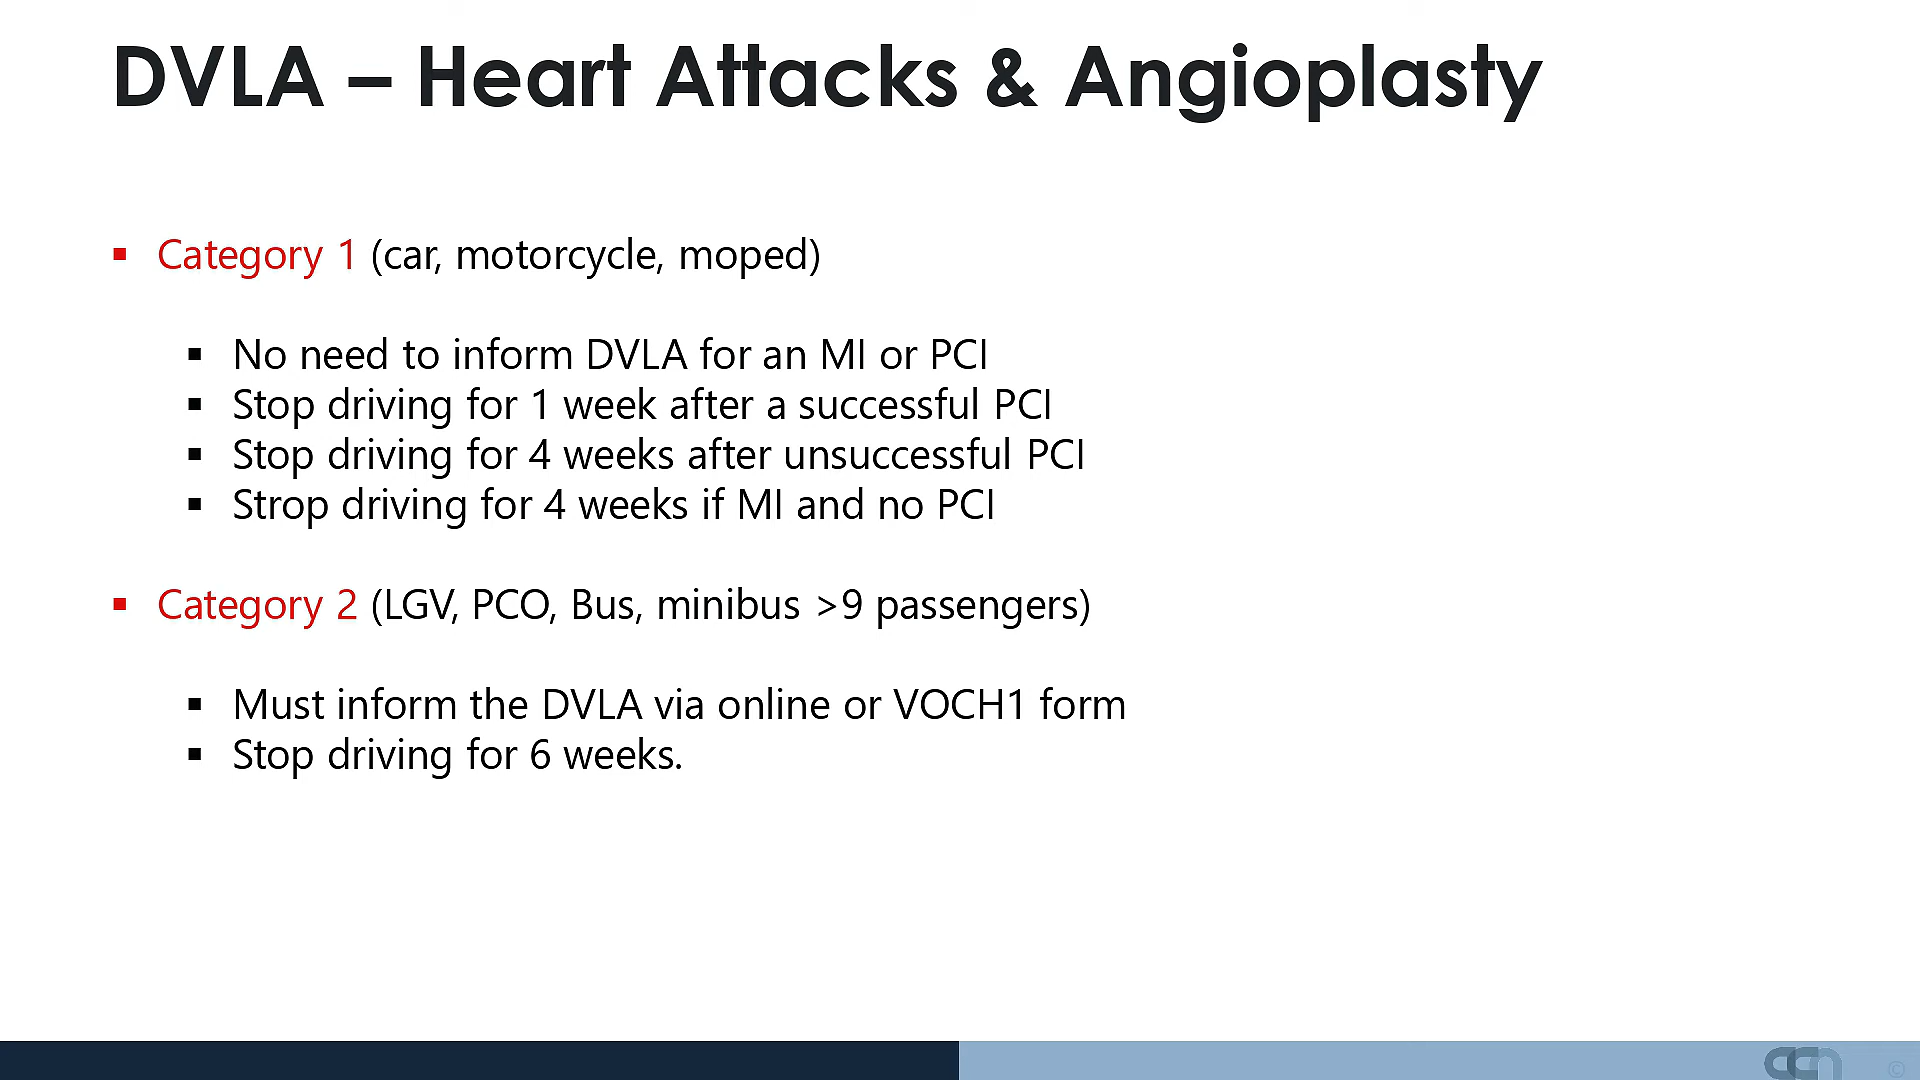 DVLA – Heart Attacks & Angioplasty
▪ Category 1 (car, motorcycle, moped)
▪ No need to inform DVLA for an MI or PCI
▪ Stop driving for 1 week after a successful PCI
▪ Stop driving for 4 weeks after unsuccessful PCI
▪ Strop driving for 4 weeks if MI and no PCI
▪ Category 2 (LGV, PCO, Bus, minibus >9 passengers)
▪ Must inform the DVLA via online or VOCH1 form
▪ Stop driving for 6 weeks.
©